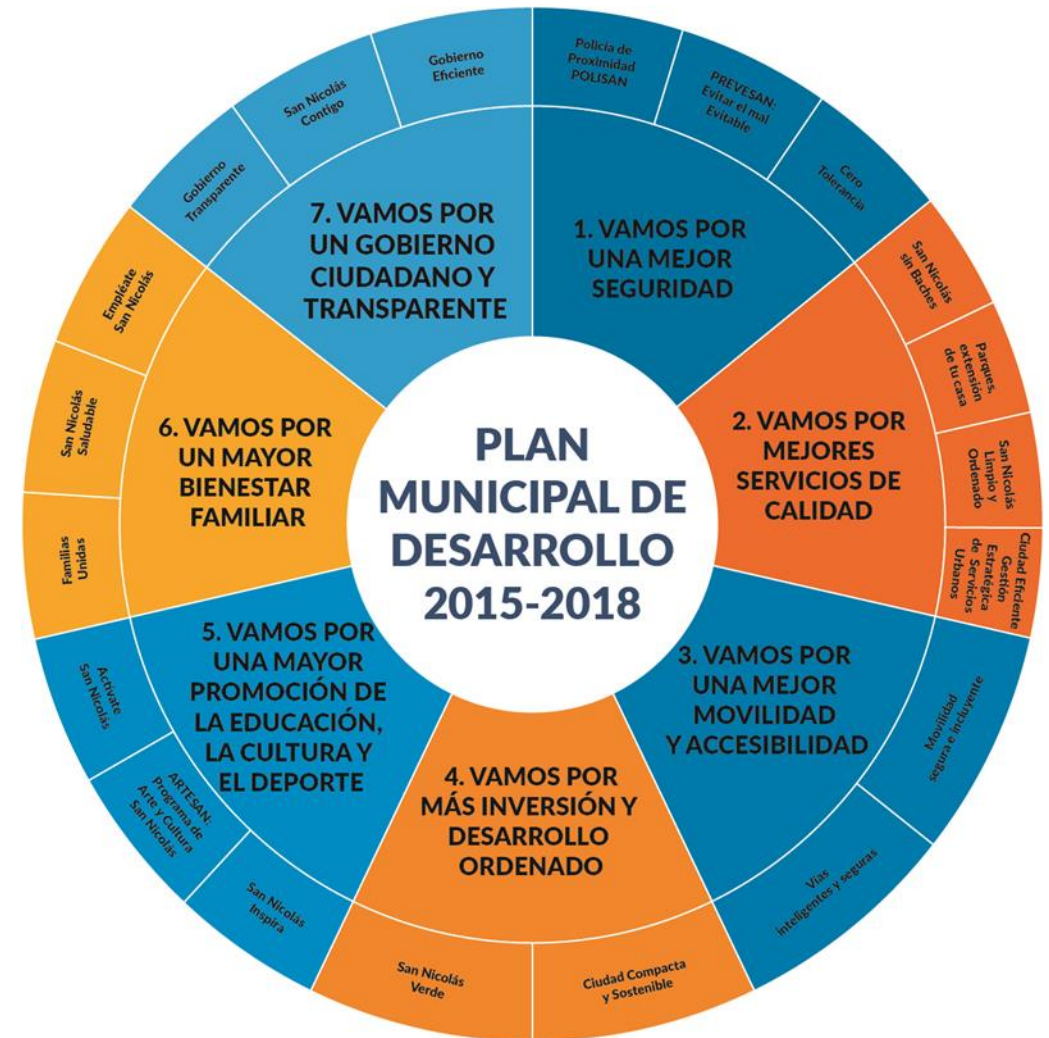 PLAN
MUNICIPAL DE
DESARROLLO
2015-2018
1. VAMOS POR
UNA MEJOR
SEGURIDAD
Policía de
Proximidad
POLISAN
PREVESAN:
Evitar el mal
Evitable
Cero
Tolerancia
2. VAMOS POR
MEJORES
SERVICIOS DE
CALIDAD
San Nicolás
sin Baches
Parques,
extensión
de tu casa
San Nicolás
Limpio y
Ordenado
Ciudad Eficiente
Gestión
Estratégica
de Servicios
Urbanos
3. VAMOS POR
UNA MEJOR
MOVILIDAD
Y ACCESIBILIDAD
Movilidad
segura e incluyente
Vías
inteligentes y seguras
4. VAMOS POR
MÁS INVERSIÓN Y
DESARROLLO
ORDENADO
Ciudad Compacta
y Sostenible
San Nicolás
Verde
5. VAMOS POR
UNA MAYOR
PROMOCIÓN DE
LA EDUCACIÓN,
LA CULTURA Y
EL DEPORTE
San Nicolás
Inspira
ARTESAN:
Programa de
Arte y Cultura
San Nicolás
Actívate
San Nicolás
6. VAMOS POR
UN MAYOR
BIENESTAR
FAMILIAR
Familias
Unidas
San Nicolás
Saludable
Empléate
San Nicolás
7. VAMOS POR
UN GOBIERNO
CIUDADANO Y
TRANSPARENTE
Gobierno
Transparente
San Nicolás
Contigo
Gobierno
Eficiente